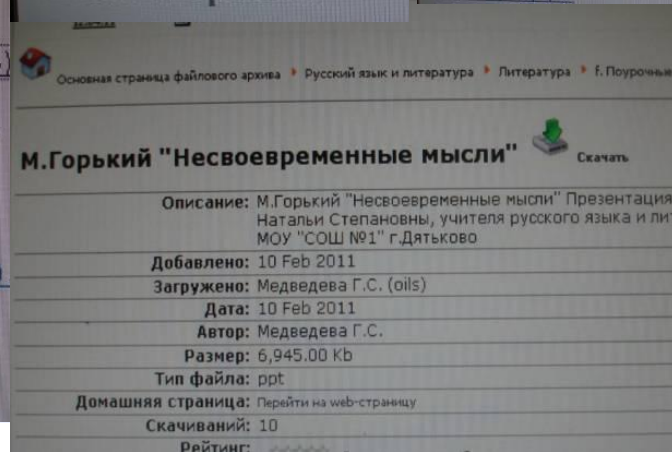 Основная страница файлового архива Русский язык и литература Литература f. Поурочные
М.Горький "Несвоевременные мысли" Скачать
Описание: М.Горький "Несвоевременные мысли" Презентация
Натальи Степановны, учителя русского языка и ли
МОУ "СОШ №1" г.Дятьково
Добавлено: 10 Feb 2011
Загружено: Медведева Г.С. (oils)
Дата: 10 Feb 2011
Автор: Медведева Г.С.
Размер: 6,945.00 Kb
Тип файла: ppt
Домашняя страница: Перейти на web-страницу
Скачиваний: 10
Рейтинг: